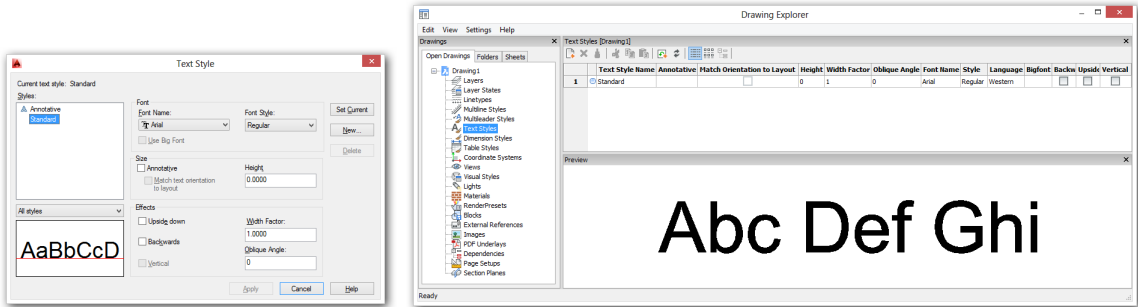 Text Style
Current text style: Standard
Styles:
Annotative
Standard
All styles
AaBbCcD
Font
Font Name:
Arial
Font Style:
Regular
Use Big Font
Size
Annotative
Match text orientation
to layout
Height
0.0000
Effects
Upside down
Backwards
Vertical
Width Factor:
1.0000
Oblique Angle:
0
Set Current
New...
Delete
Apply
Cancel
Help
Drawing Explorer
Edit View Settings Help
Drawings
Open Drawings Folders Sheets
Drawing1
Layers
Layer States
Linetypes
Multiline Styles
Multileader Styles
Text Styles
Dimension Styles
Table Styles
Coordinate Systems
Views
Visual Styles
Lights
Materials
RenderPresets
Blocks
External References
Images
PDF Underlays
Dependencies
Page Setups
Section Planes
Text Styles [Drawing1]
Text Style Name Annotative Match Orientation to Layout Height Width Factor Oblique Angle Font Name Style Language Bigfont Backw Upside Vertical
1 Standard 0 1 0 Arial Regular Western
Preview
Abc Def Ghi
Ready